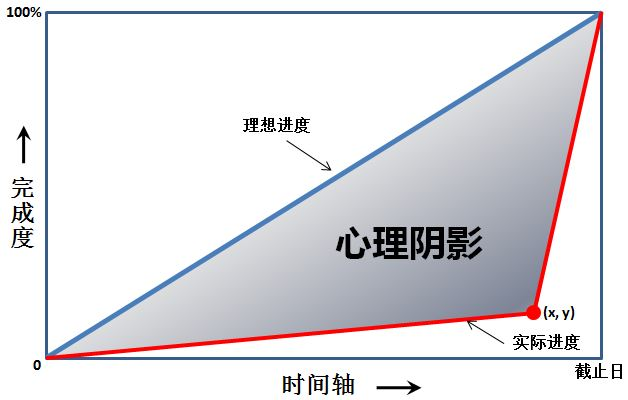 100%
理想进度
完成度
心理阴影
(x, y)
实际进度
0
截止日
时间轴